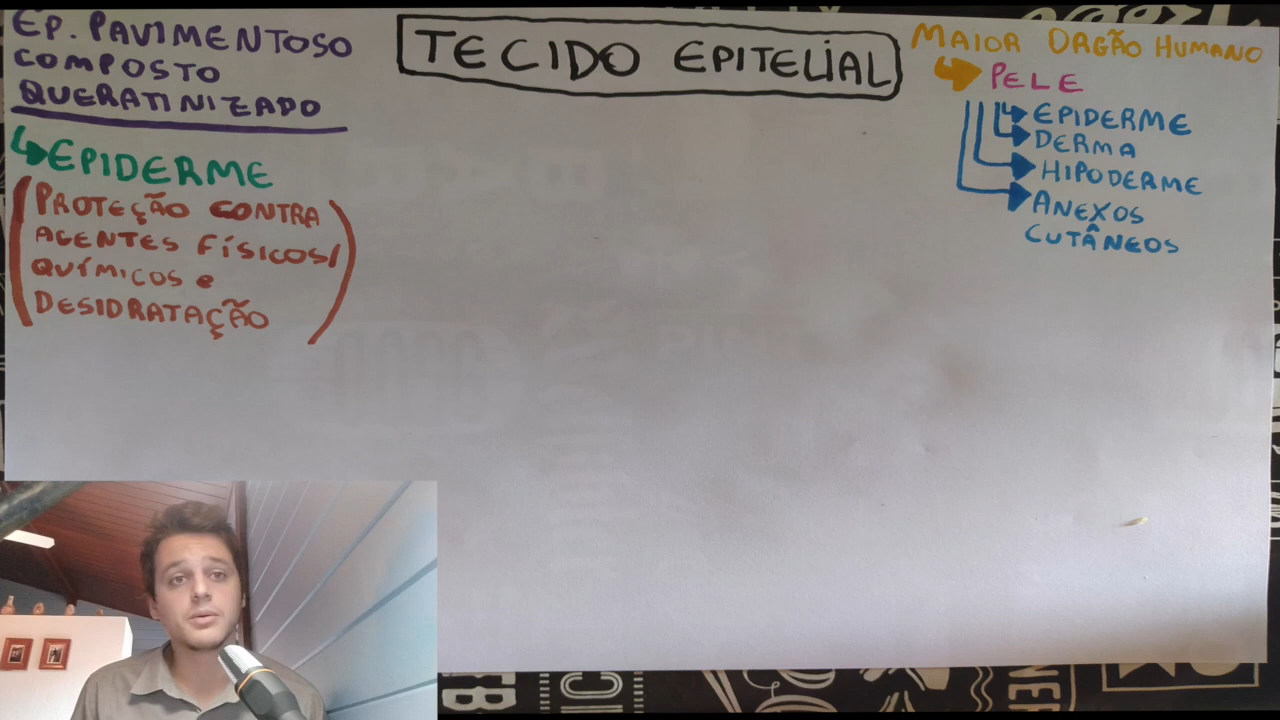 EP. PAVIMENTOSO
COMPOSTO
QUERATINIZADO
EPIDERME
(PROTEÇÃO CONTRA
AGENTES FÍSICOS/
QUÍMICOS e
DESIDRATAÇÃO)
TECIDO EPITELIAL
MAIOR ORGÃO HUMANO
PELE
EPIDERME
DERMA
HIPODERME
ANEXOS
CUTÂNEOS